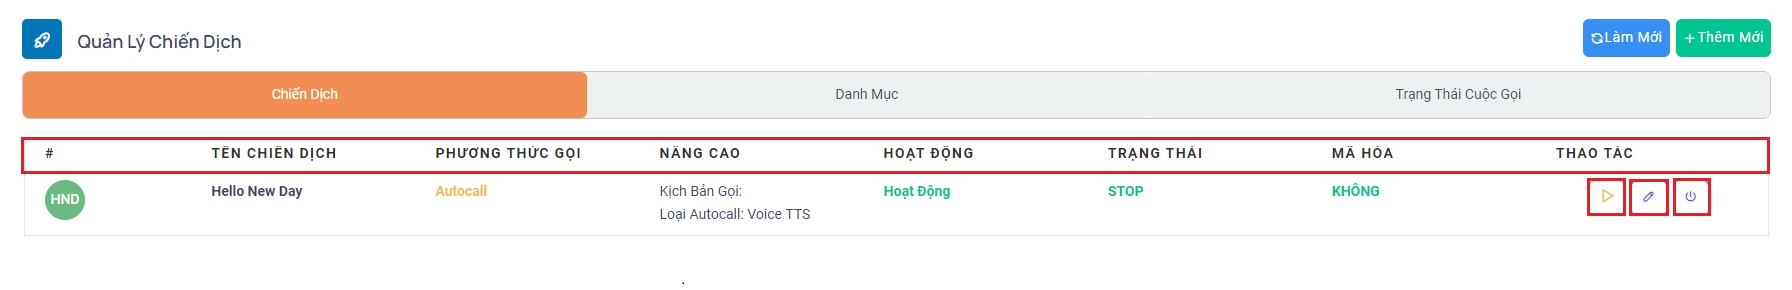 Quản Lý Chiến Dịch
Làm Mới
+Thêm Mới
Chiến Dịch
Danh Mục
Trạng Thái Cuộc Gọi
# TÊN CHIẾN DỊCH PHƯƠNG THỨC GỌI NÂNG CAO HOẠT ĐỘNG TRẠNG THÁI MÃ HÓA THAO TÁC
HND Hello New Day Autocall Kịch Bản Gọi: Hoạt Động STOP KHÔNG
Loại Autocall: Voice TTS